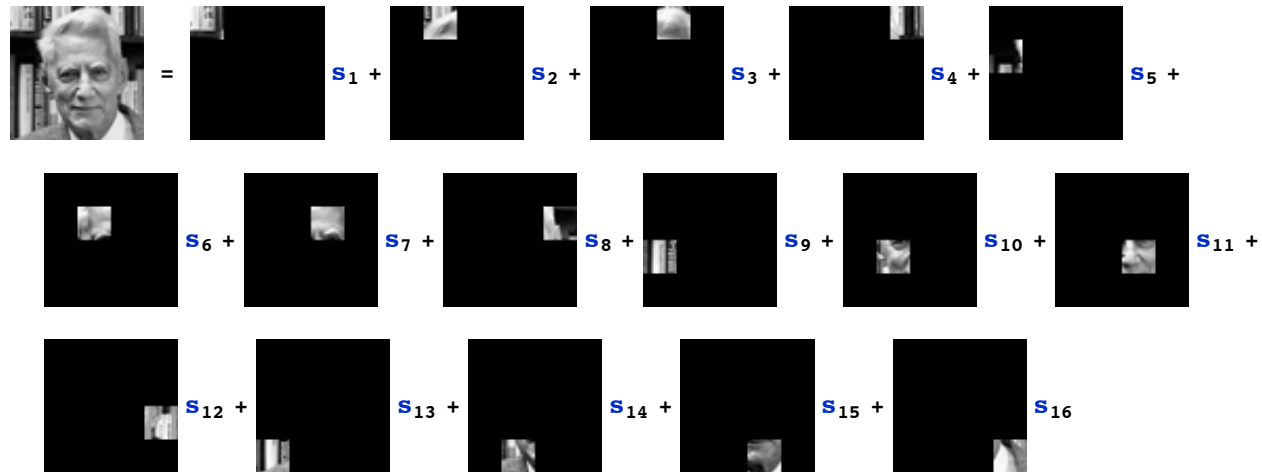 = s₁ + s₂ + s₃ + s₄ + s₅ +
s₆ + s₇ + s₈ + s₉ + s₁₀ + s₁₁ +
s₁₂ + s₁₃ + s₁₄ + s₁₅ + s₁₆